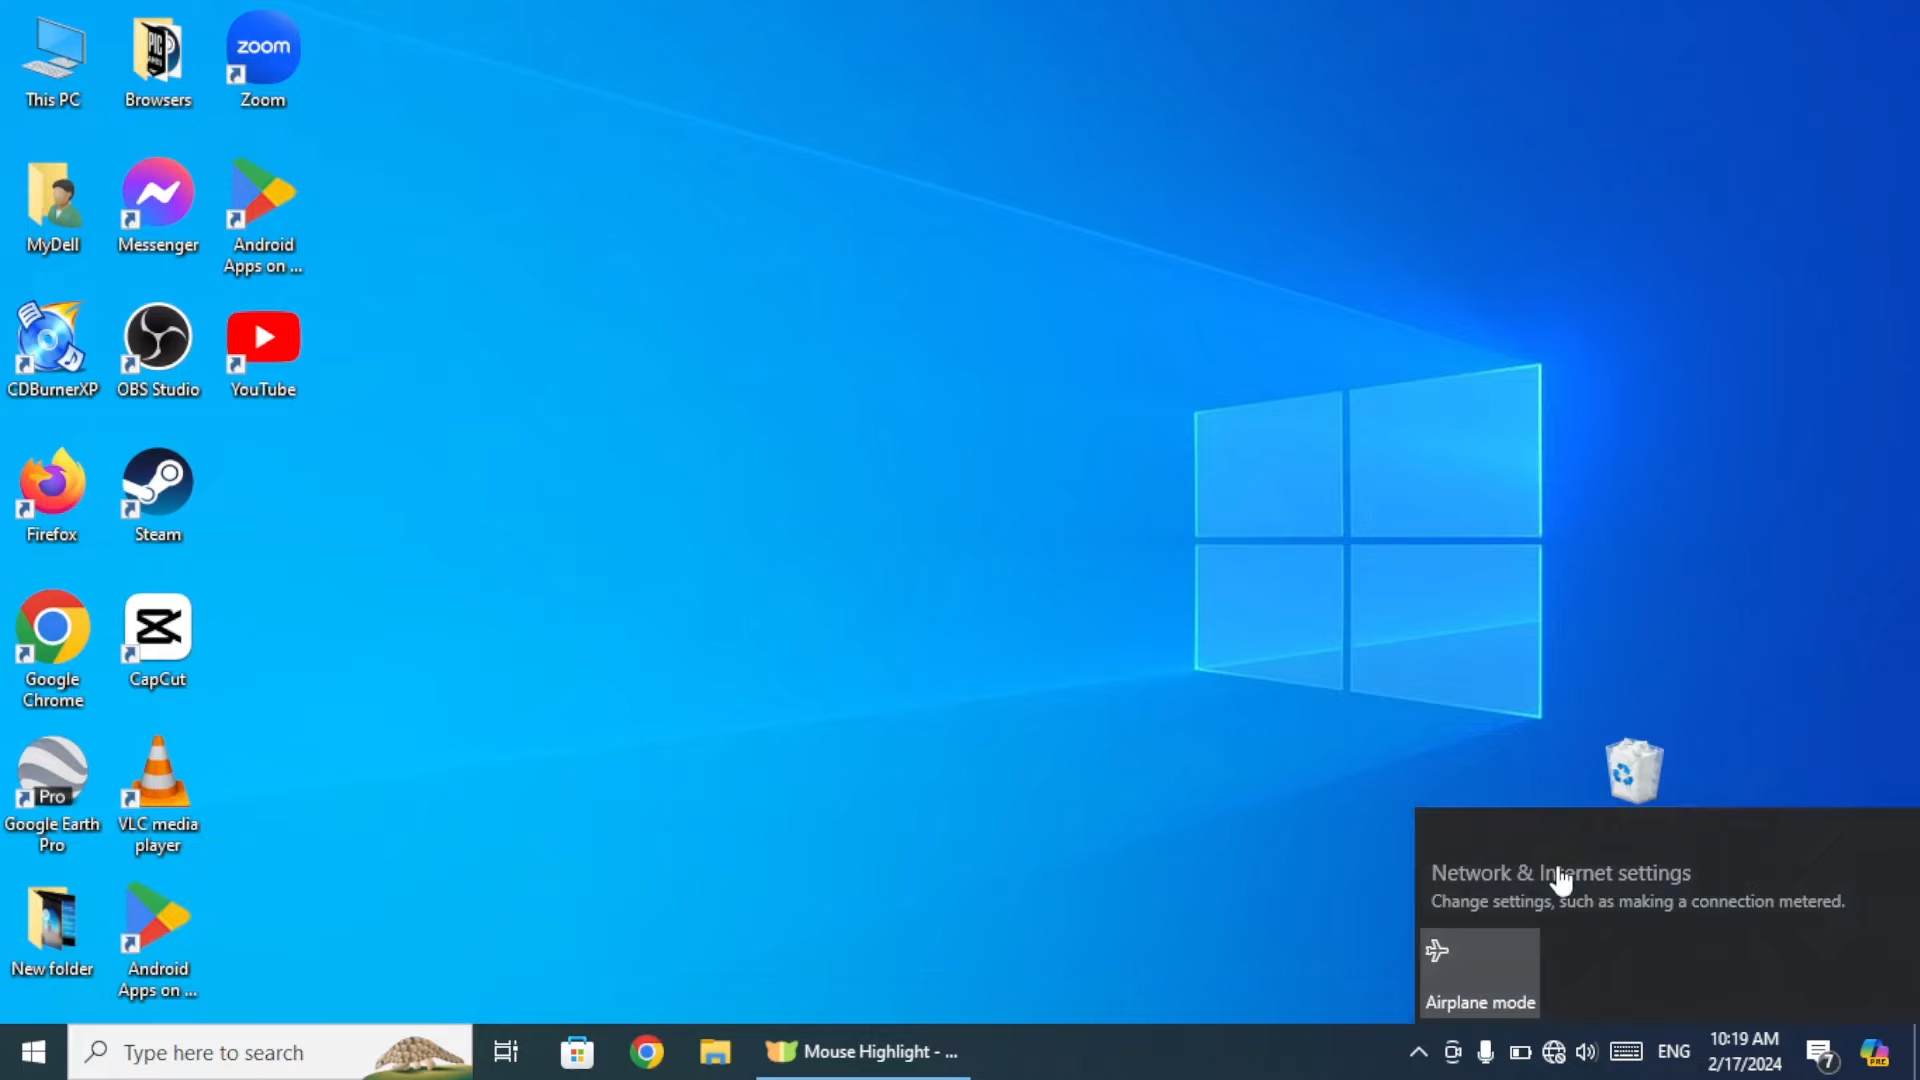 This PC
Browsers
zoom
Zoom
MyDell
Messenger
Android
Apps on ...
CDBurnerXP
OBS Studio
YouTube
Firefox
Steam
Google
Chrome
CapCut
Pro
Google Earth
Pro
VLC media
player
New folder
Android
Apps on ...
Network & Internet settings
Change settings, such as making a connection metered.
Airplane mode
Type here to search
Mouse Highlight - ...
ENG
10:19 AM
2/17/2024
7
PRE